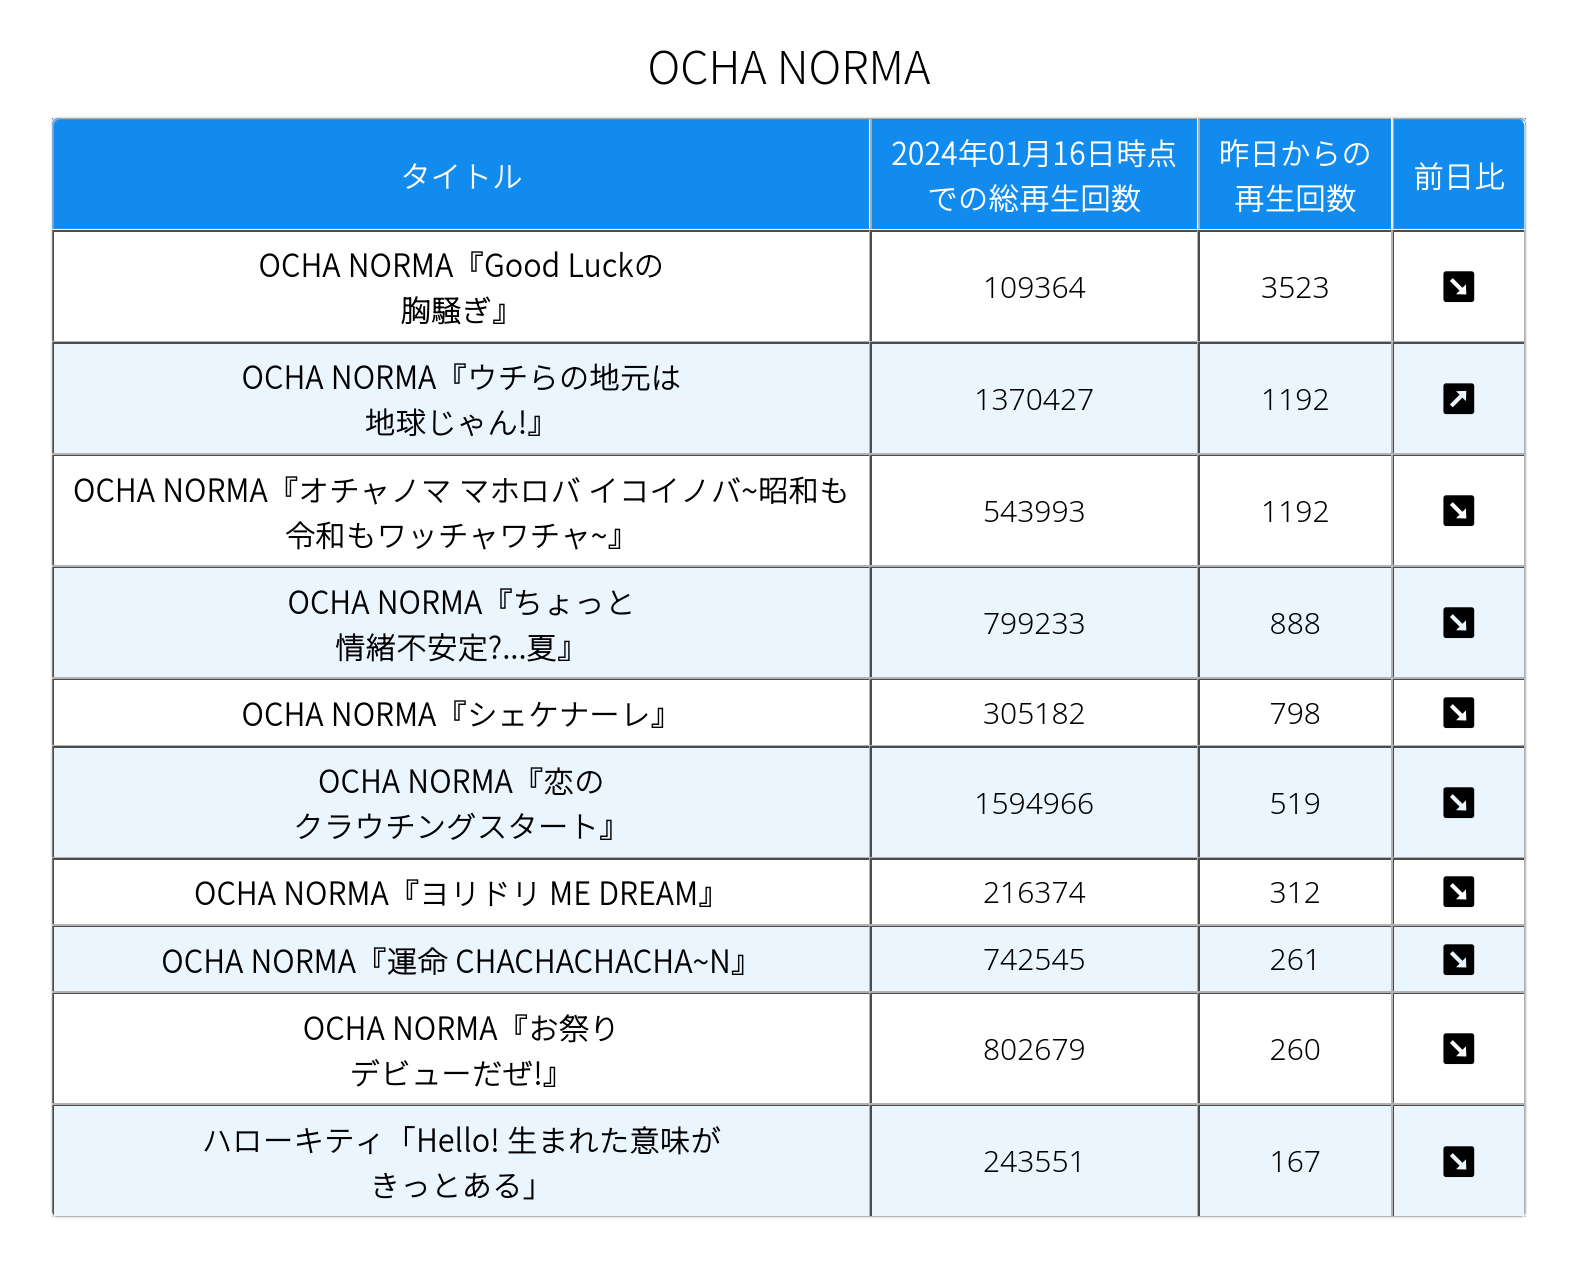 OCHA NORMA
タイトル
2024年01月16日時点
での総再生回数
昨日からの
再生回数
前日比
OCHA NORMA『Good Luckの
胸騒ぎ』
109364
3523
↘
OCHA NORMA『ウチらの地元は
地球じゃん!』
1370427
1192
↗
OCHA NORMA『オチャノマ マホロバ イコイノバ~昭和も
令和もワッチャワチャ~』
543993
1192
↘
OCHA NORMA『ちょっと
情緒不安定?...夏』
799233
888
↘
OCHA NORMA『シェケナーレ』
305182
798
↘
OCHA NORMA『恋の
クラウチングスタート』
1594966
519
↘
OCHA NORMA『ヨリドリ ME DREAM』
216374
312
↘
OCHA NORMA『運命 CHACHACHACHA~N』
742545
261
↘
OCHA NORMA『お祭り
デビューだぜ!』
802679
260
↘
ハローキティ「Hello! 生まれた意味が
きっとある」
243551
167
↘